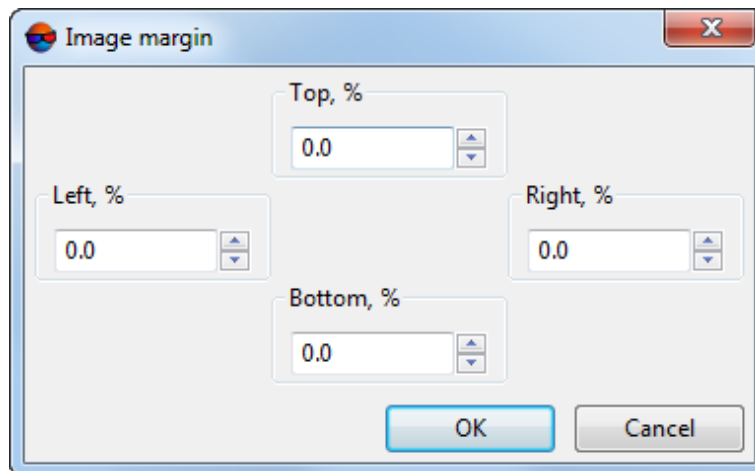 Image margin
Top, %
0.0
Left, %
Right, %
0.0
0.0
Bottom, %
0.0
OK
Cancel